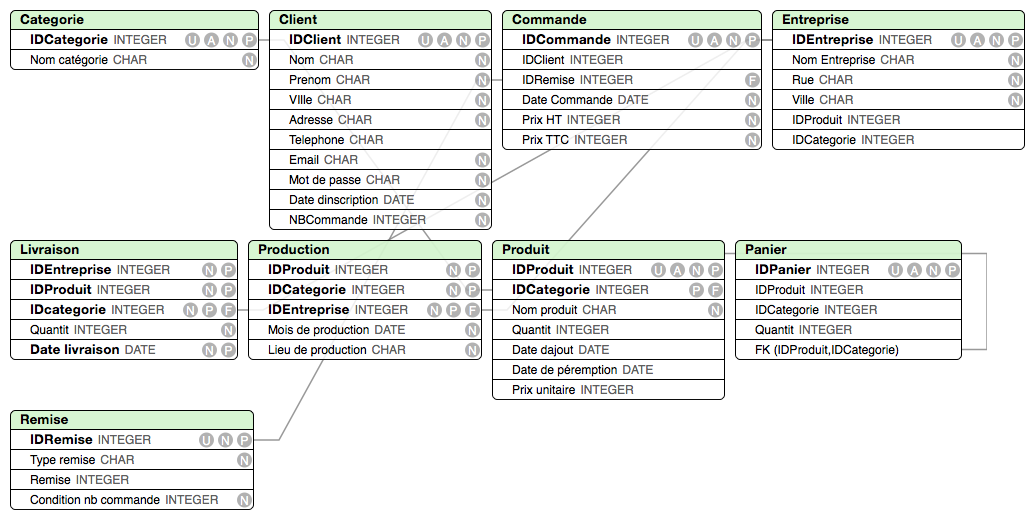 Categorie
IDCategorie INTEGER U A N P
Nom catégorie CHAR N
Client
IDClient INTEGER U A N P
Nom CHAR N
Prenom CHAR N
VIlle CHAR N
Adresse CHAR N
Telephone CHAR
Email CHAR N
Mot de passe CHAR N
Date dinscription DATE N
NBCommande INTEGER N
Commande
IDCommande INTEGER U A N P
IDClient INTEGER
IDRemise INTEGER F
Date Commande DATE N
Prix HT INTEGER N
Prix TTC INTEGER N
Entreprise
IDEntreprise INTEGER U A N P
Nom Entreprise CHAR N
Rue CHAR N
Ville CHAR N
IDProduit INTEGER
IDCategorie INTEGER
Livraison
IDEntreprise INTEGER N P
IDProduit INTEGER N P
IDcategorie INTEGER N P F
Quantit INTEGER N
Date livraison DATE N P
Production
IDProduit INTEGER N P
IDCategorie INTEGER N P
IDEntreprise INTEGER N P F
Mois de production DATE N
Lieu de production CHAR N
Produit
IDProduit INTEGER U A N P
IDCategorie INTEGER P F
Nom produit CHAR N
Quantit INTEGER
Date dajout DATE
Date de péremption DATE
Prix unitaire INTEGER
Panier
IDPanier INTEGER U A N P
IDProduit INTEGER
IDCategorie INTEGER
Quantit INTEGER
FK (IDProduit,IDCategorie)
Remise
IDRemise INTEGER U N P
Type remise CHAR N
Remise INTEGER
Condition nb commande INTEGER N